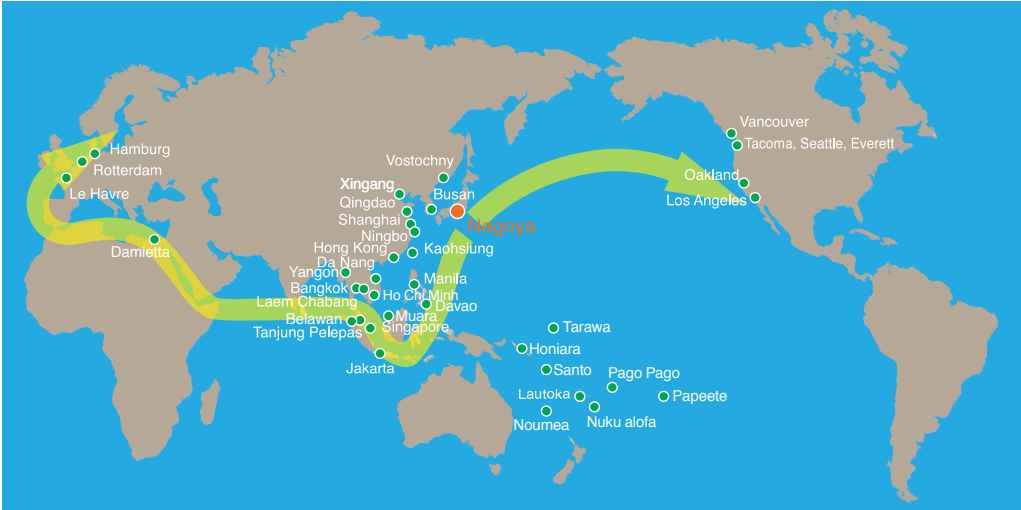 Vancouver
Tacoma, Seattle, Everett
Hamburg
Rotterdam
Le Havre
Vostochny
Oakland
Los Angeles
Xingang
Busan
Qingdao
Shanghai
Nagoya
Ningbo
Damietta
Hong Kong
Kaohsiung
Da Nang
Yangon
Manila
Bangkok
Ho Chi Minh
Laem Chabang
Davao
Belawan
Muara
Tanjung Pelepas
Singapore
Tarawa
Honiara
Jakarta
Santo
Pago Pago
Lautoka
Papeete
Noumea
Nuku alofa